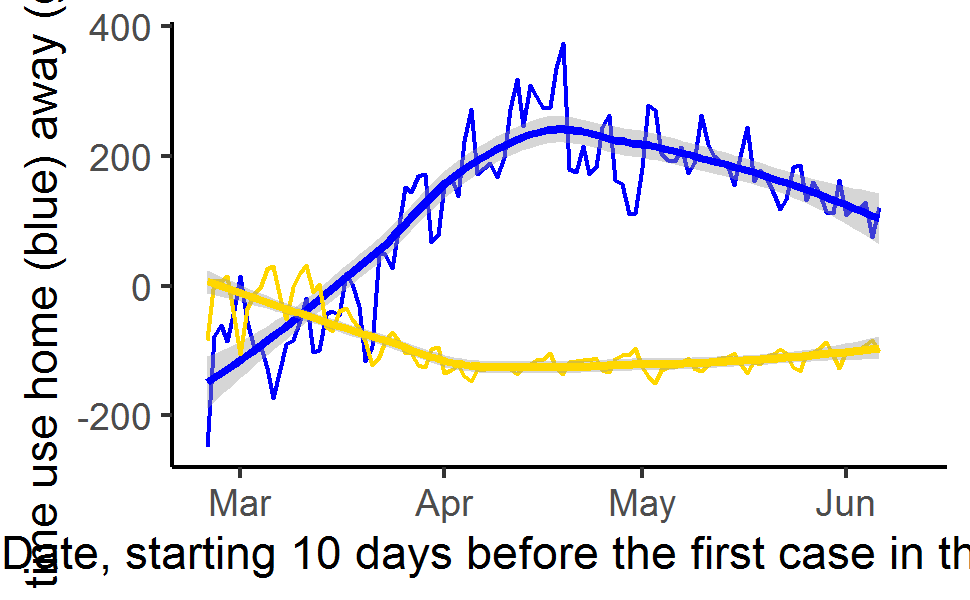 400
200
0
-200
Mar Apr May Jun
time use home (blue) away (
Date, starting 10 days before the first case in